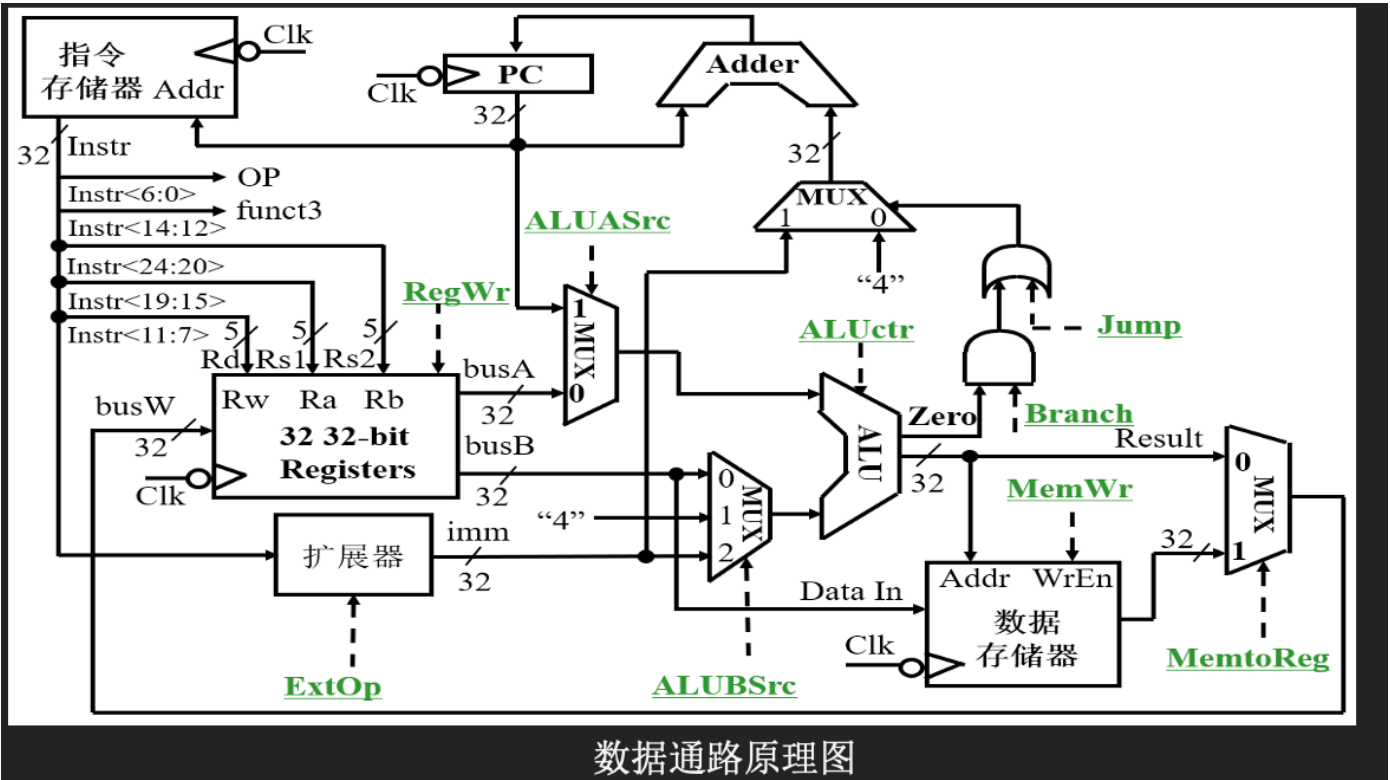 指令
存储器 Addr
Clk
Clk
PC
32
Adder
32
Instr
32
Instr<6:0>
OP
funct3
Instr<14:12>
Instr<24:20>
Instr<19:15>
Instr<11:7>
MUX
1
0
“4”
ALUASrc
RegWr
5
5
5
Rd
Rs1
Rs2
1
MUX
0
ALUctr
Jump
busW
32
Rw
Ra
Rb
32 32-bit
Registers
Clk
busA
32
busB
32
ALU
Zero
Branch
32
Result
0
MUX
1
“4”
0
1
2
MUX
扩展器
imm
32
MemWr
32
Addr
WrEn
Data In
数据
存储器
Clk
ExtOp
ALUBSrc
MemtoReg
数据通路原理图